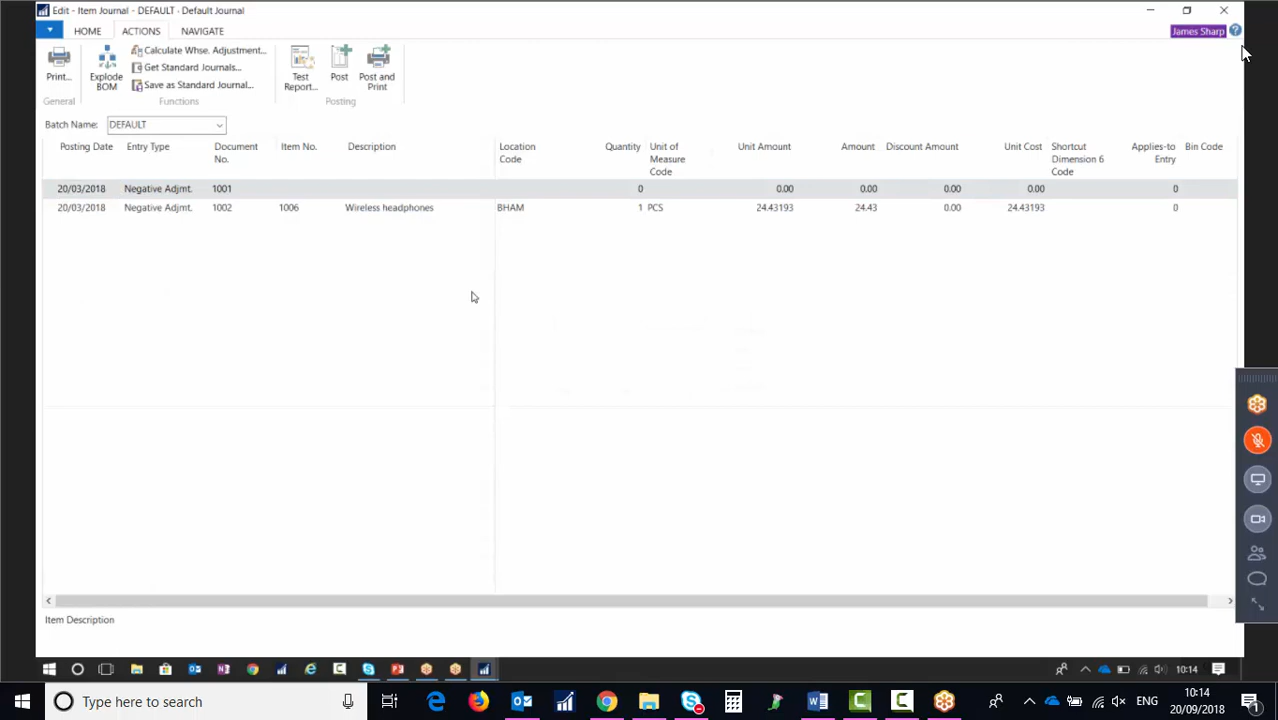 Edit - Item Journal - DEFAULT · Default Journal
HOME ACTIONS NAVIGATE
James Sharp
Print...
General
Explode BOM
Calculate Whse. Adjustment...
Get Standard Journals...
Save as Standard Journal...
Functions
Test Report...
Post
Post and Print
Posting
Batch Name: DEFAULT
Posting Date Entry Type Document No. Item No. Description Location Code Quantity Unit of Measure Code Unit Amount Amount Discount Amount Unit Cost Shortcut Dimension 6 Code Applies-to Entry Bin Code
20/03/2018 Negative Adjmt. 1001 0 0.00 0.00 0.00 0.00 0
20/03/2018 Negative Adjmt. 1002 1006 Wireless headphones BHAM 1 PCS 24.43193 24.43 0.00 24.43193 0
Item Description
10:14
Type here to search
ENG
10:14
20/09/2018
1